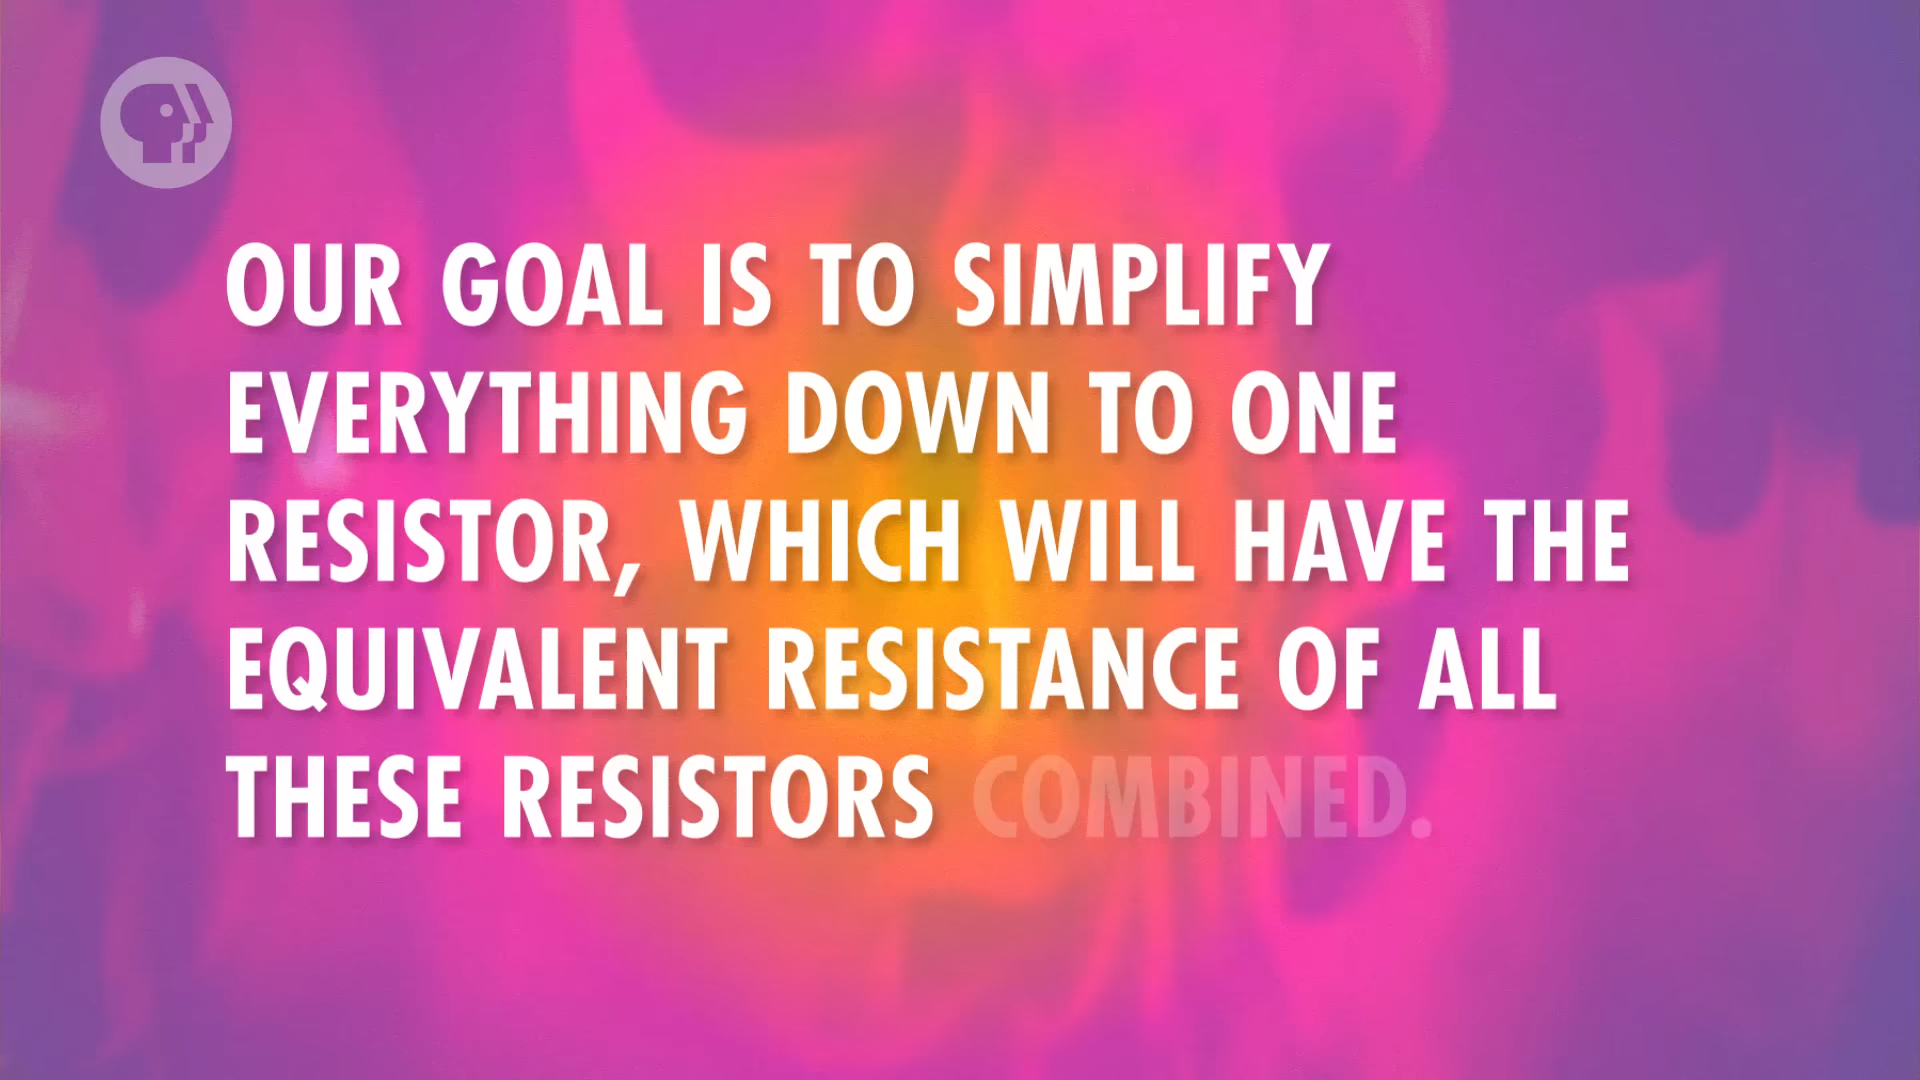 OUR GOAL IS TO SIMPLIFY
EVERYTHING DOWN TO ONE
RESISTOR, WHICH WILL HAVE THE
EQUIVALENT RESISTANCE OF ALL
THESE RESISTORS COMBINED.